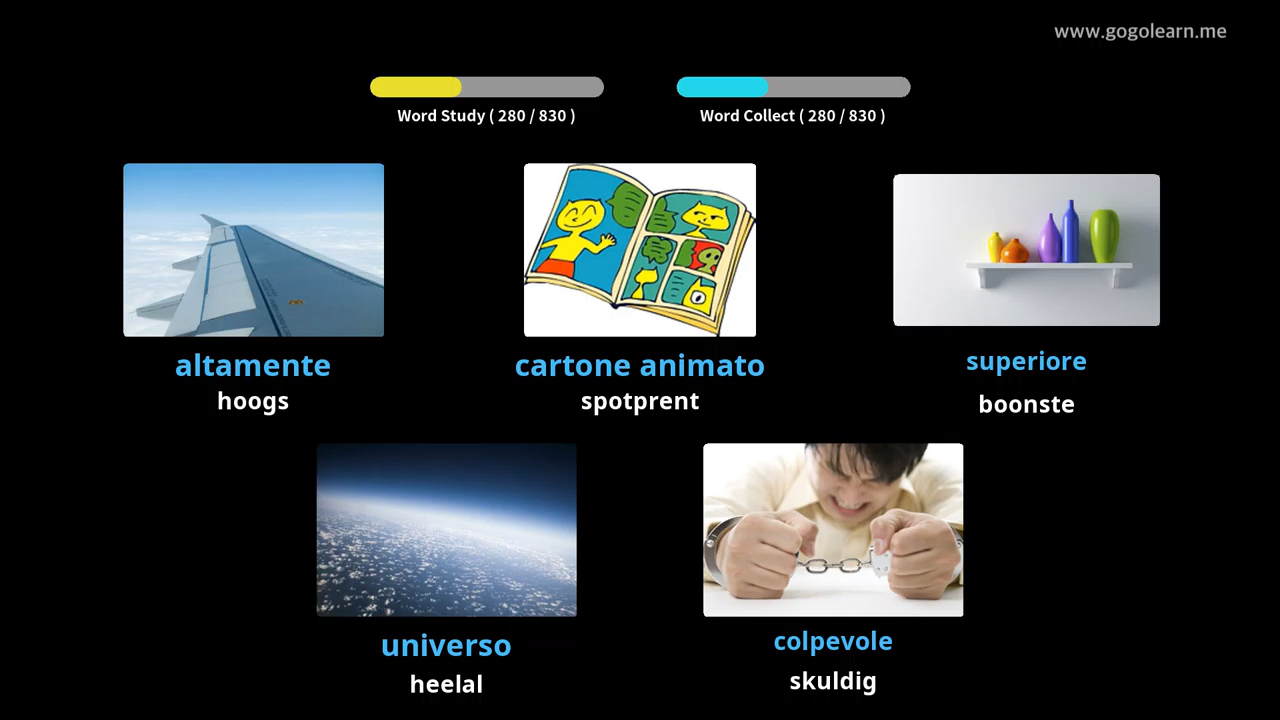 www.gogolearn.me
Word Study ( 280 / 830 )
Word Collect ( 280 / 830 )
altamente
hoogs
cartone animato
spotprent
superiore
boonste
universo
heelal
colpevole
skuldig